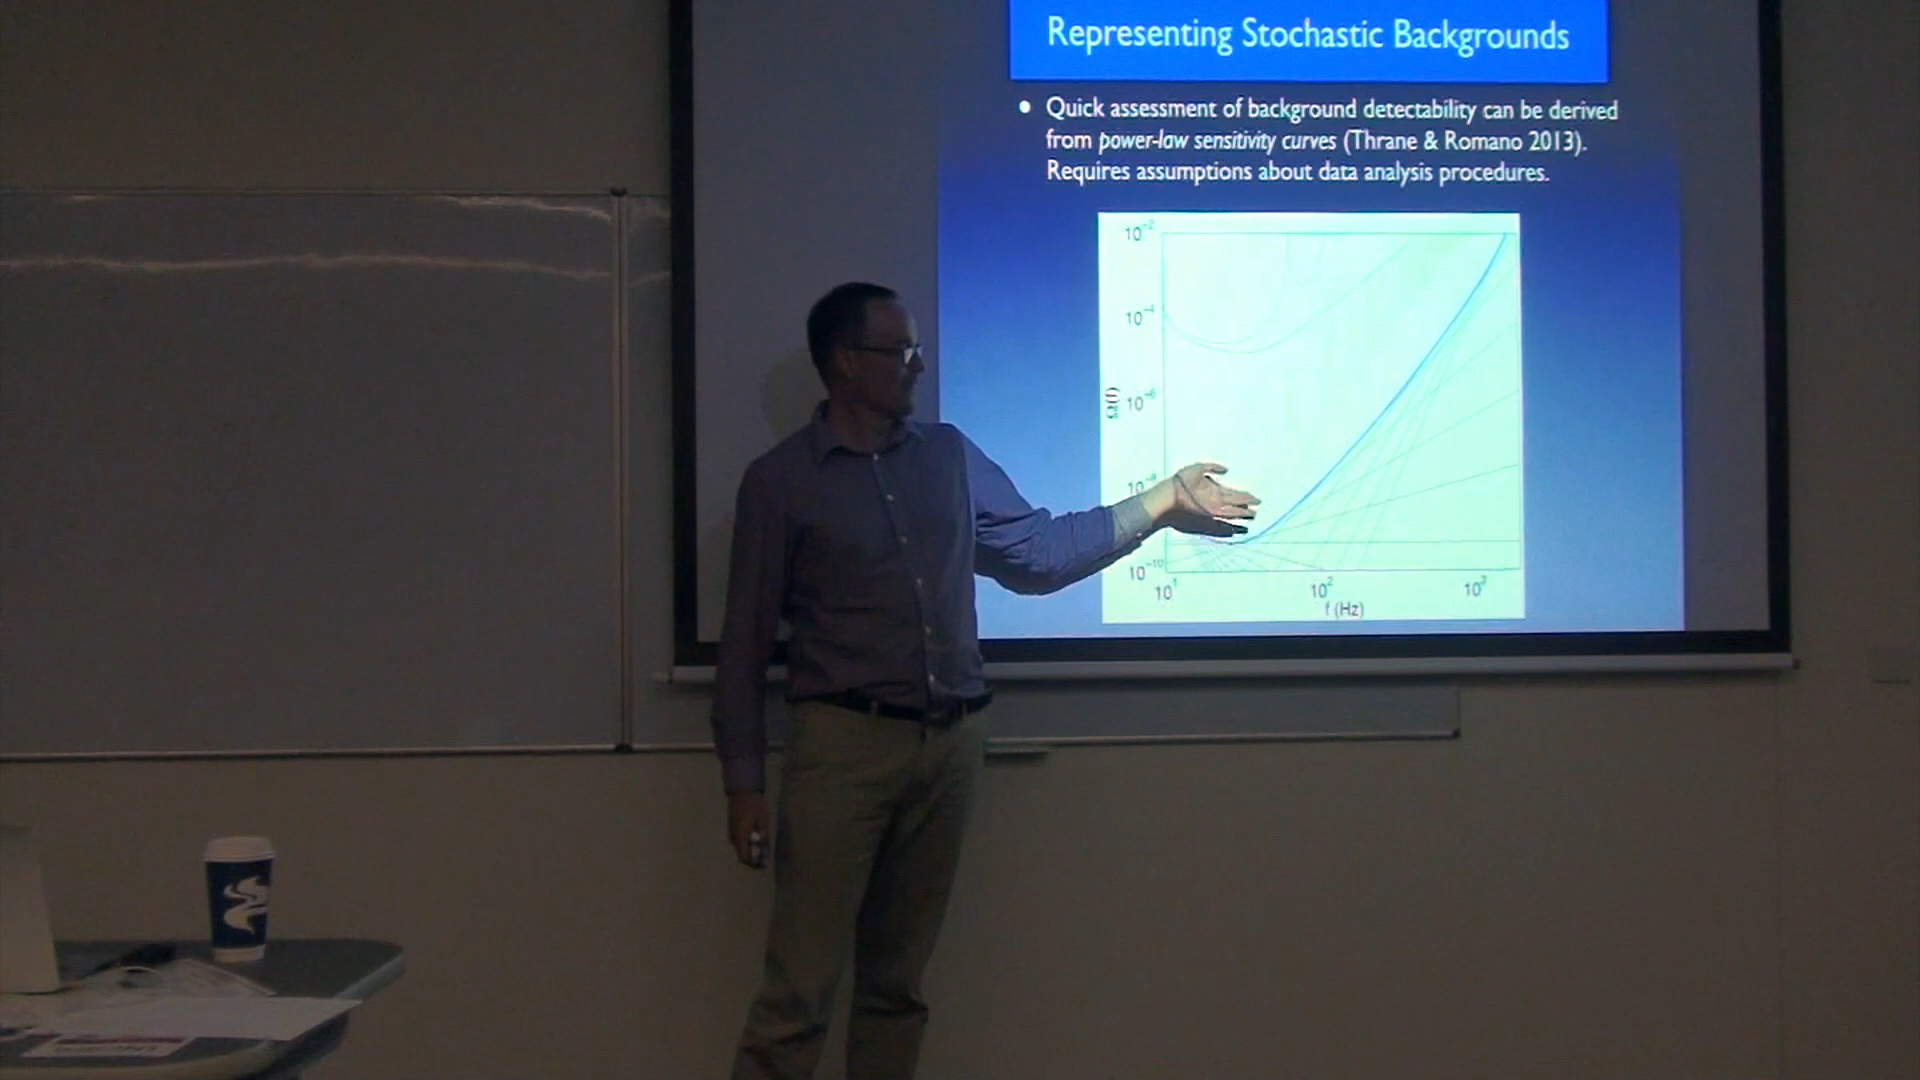 Representing Stochastic Backgrounds
• Quick assessment of background detectability can be derived
from power-law sensitivity curves (Thrane & Romano 2013).
Requires assumptions about data analysis procedures.
10⁻²
10⁻⁴
10⁻⁶
10⁻⁸
10⁻¹⁰
10¹ 10² 10³
f (Hz)